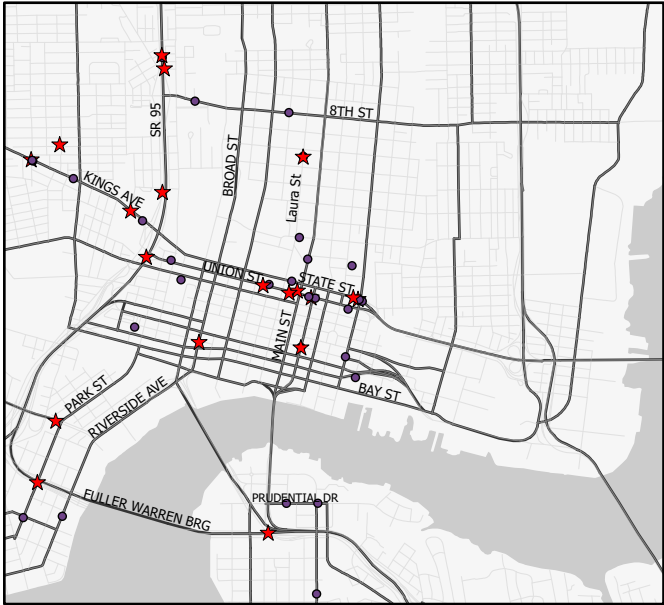 8TH ST
SR 95
BROAD ST
KINGS AVE
Laura St
UNION ST
STATE ST
MAIN ST
BAY ST
PARK ST
RIVERSIDE AVE
PRUDENTIAL DR
FULLER WARREN BRG